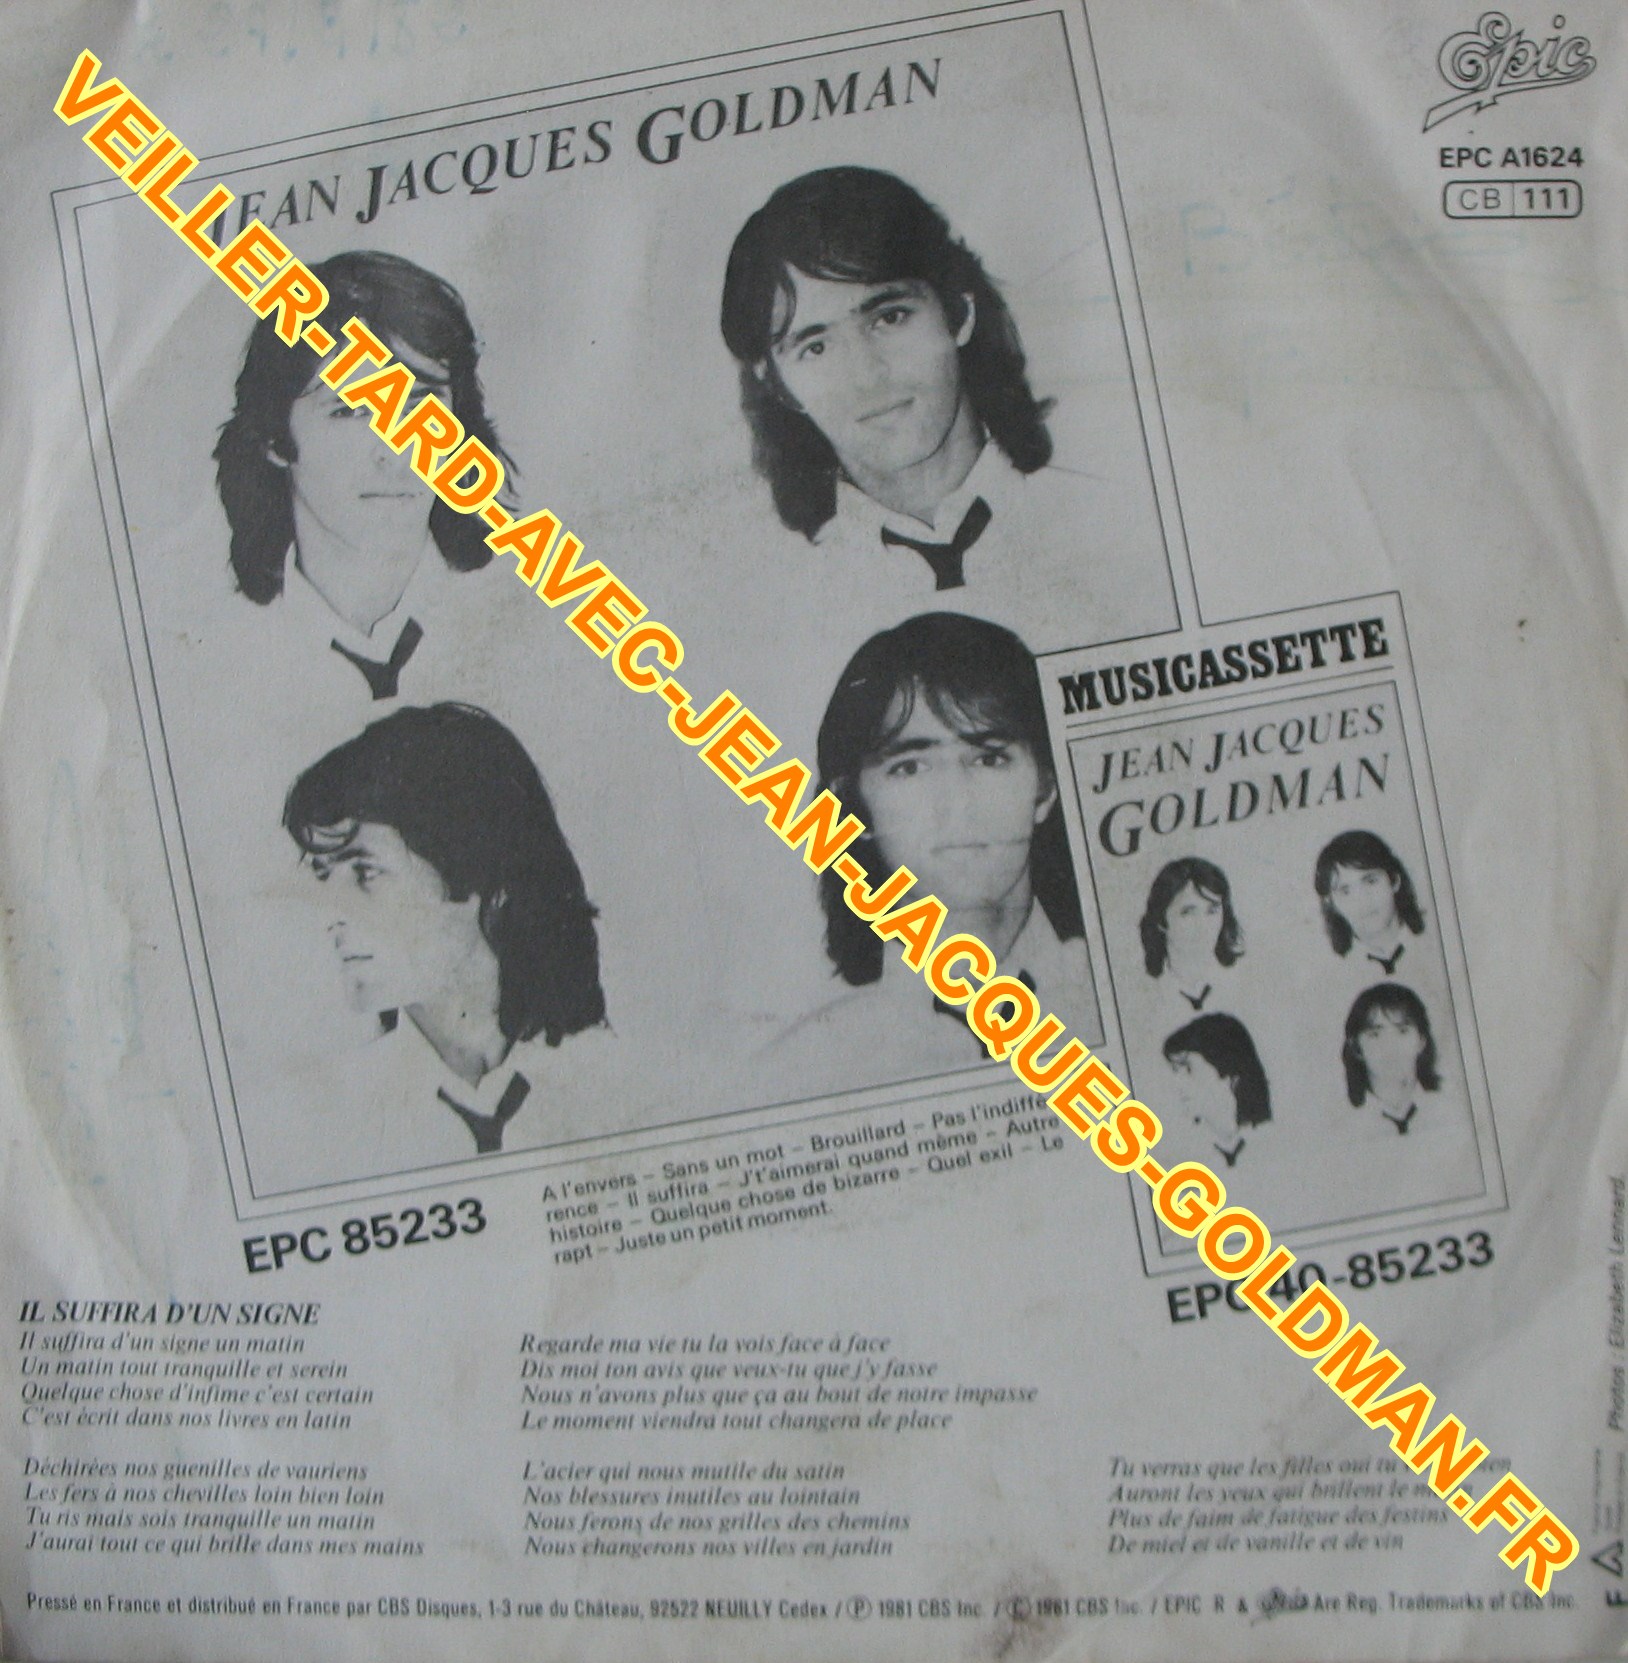 Epic
EPC A1624
CB 111
JEAN JACQUES GOLDMAN
VEILLER-TARD-AVEC-JEAN-JACQUES-GOLDMAN.FR
MUSICASSETTE
JEAN JACQUES
GOLDMAN
A l'envers – Sans un mot – Brouillard – Pas l'indiffé-
rence – Il suffira – J't'aimerai quand même – Autre
histoire – Quelque chose de bizarre – Quel exil – Le
rapt – Juste un petit moment.
EPC 85233
EPC 40-85233
IL SUFFIRA D'UN SIGNE
Il suffira d'un signe un matin
Un matin tout tranquille et serein
Quelque chose d'infime c'est certain
C'est écrit dans nos livres en latin
Déchirées nos guenilles de vauriens
Les fers à nos chevilles loin bien loin
Tu ris mais sois tranquille un matin
J'aurai tout ce qui brille dans mes mains
Regarde ma vie tu la vois face à face
Dis moi ton avis que veux-tu que j'y fasse
Nous n'avons plus que ça au bout de notre impasse
Le moment viendra tout changera de place
L'acier qui nous mutile du satin
Nos blessures inutiles au lointain
Nous ferons de nos grilles des chemins
Nous changerons nos villes en jardin
Tu verras que les filles oui tu
Auront les yeux qui brillent le
Plus de faim de fatigue des festins
De miel et de vanille et de vin
Photos : Elizabeth Lennard.
Pressé en France et distribué en France par CBS Disques, 1-3 rue du Château, 92522 NEUILLY Cedex / Ⓟ 1981 CBS Inc. / © 1981 CBS Inc. / EPIC R & Epic Are Reg. Trademarks of CBS Inc.
F